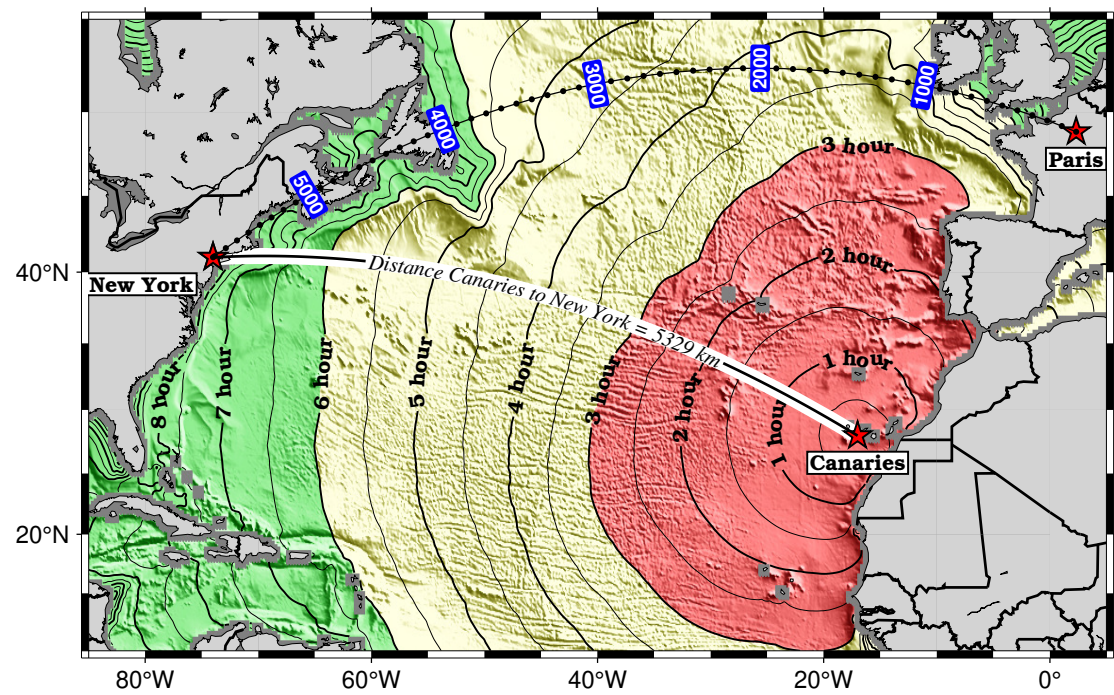 1000
2000
3000
4000
5000
3 hour
Paris
New York
Canaries
2 hour
1 hour
Distance Canaries to New York = 5329 km
8 hour
7 hour
6 hour
5 hour
4 hour
3 hour
2 hour
1 hour
40°N
20°N
80°W
60°W
40°W
20°W
0°